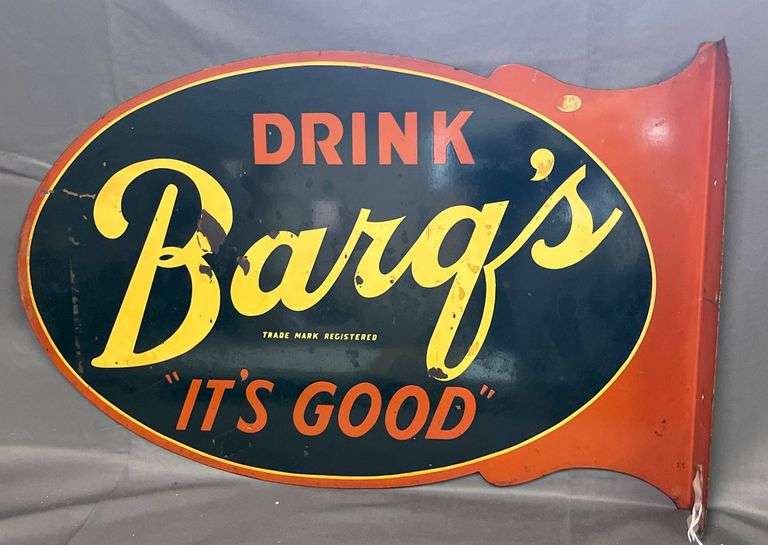 DRINK
Barq's
TRADE MARK REGISTERED
"IT'S GOOD"